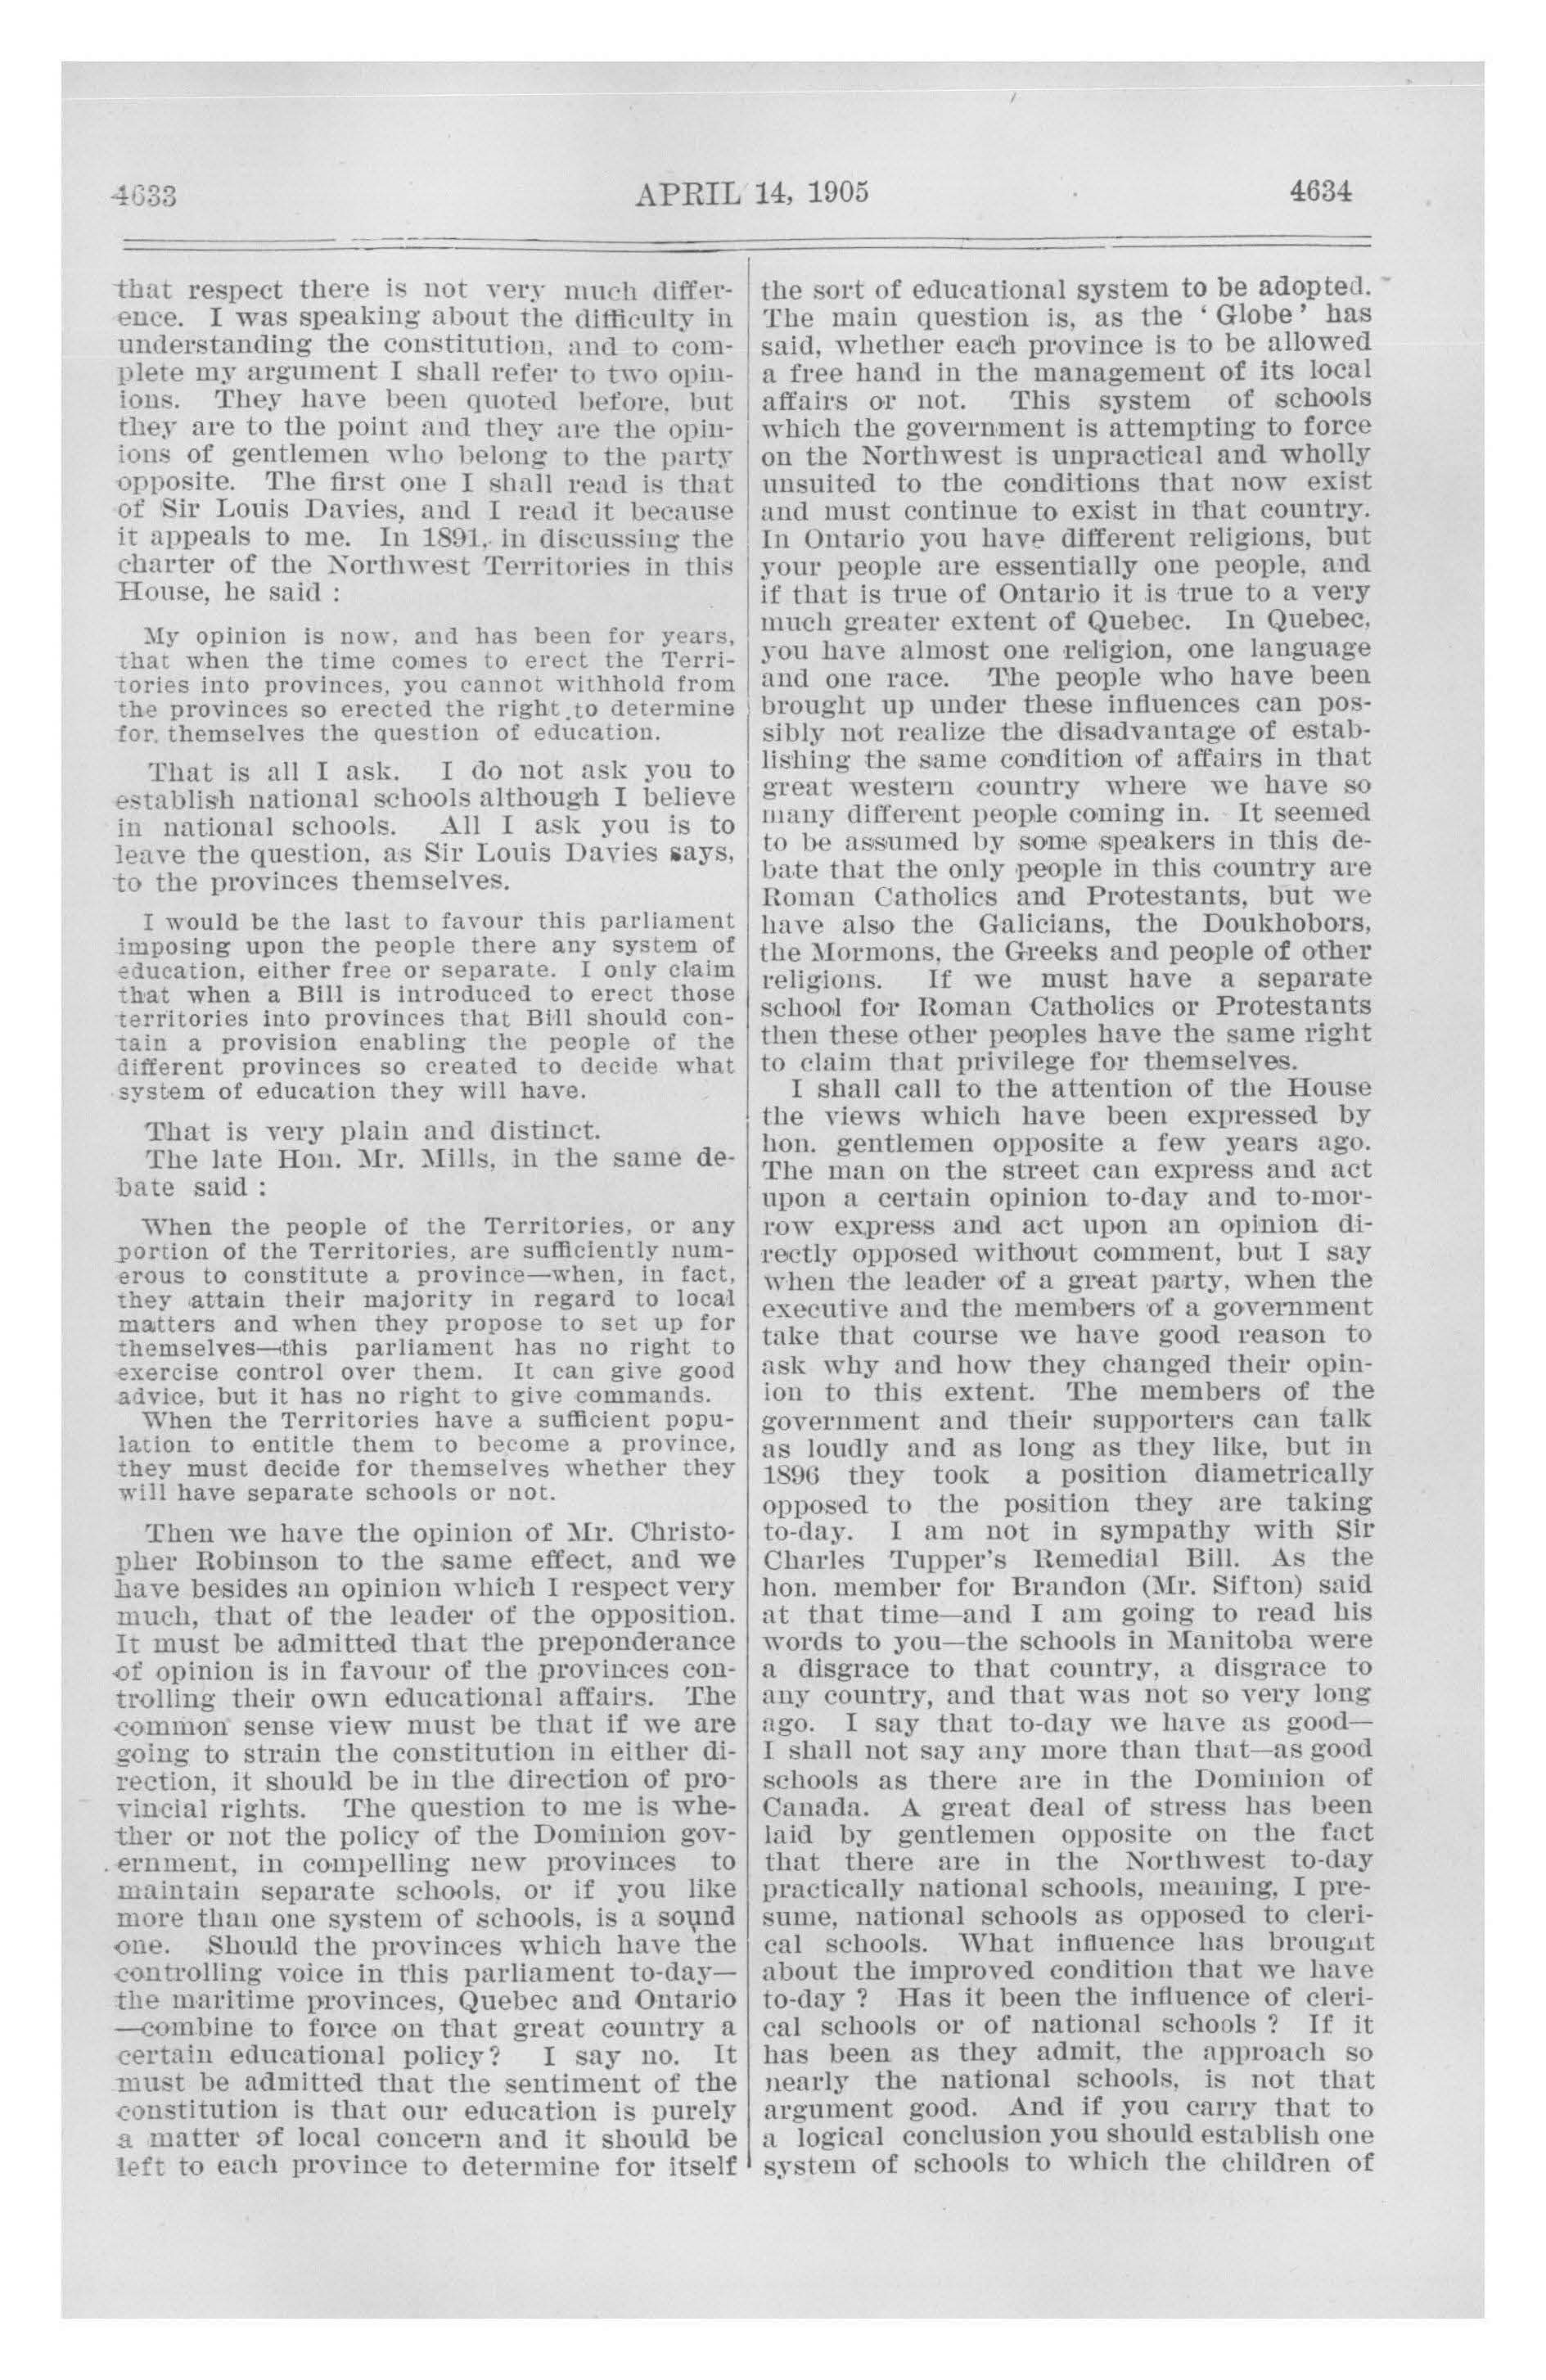 4633
APRIL 14, 1905
4634
that respect there is not very much differ-
ence. I was speaking about the difficulty in
understanding the constitution, and to com-
plete my argument I shall refer to two opin-
ions. They have been quoted before, but
they are to the point and they are the opin-
ions of gentlemen who belong to the party
opposite. The first one I shall read is that
of Sir Louis Davies, and I read it because
it appeals to me. In 1891, in discussing the
charter of the Northwest Territories in this
House, he said :
My opinion is now, and has been for years,
that when the time comes to erect the Terri-
tories into provinces, you cannot withhold from
the provinces so erected the right to determine
for themselves the question of education.
That is all I ask. I do not ask you to
establish national schools although I believe
in national schools. All I ask you is to
leave the question, as Sir Louis Davies says,
to the provinces themselves.
I would be the last to favour this parliament
imposing upon the people there any system of
education, either free or separate. I only claim
that when a Bill is introduced to erect those
territories into provinces that Bill should con-
tain a provision enabling the people of the
different provinces so created to decide what
system of education they will have.
That is very plain and distinct.
The late Hon. Mr. Mills, in the same de-
bate said :
When the people of the Territories, or any
portion of the Territories, are sufficiently num-
erous to constitute a province—when, in fact,
they attain their majority in regard to local
matters and when they propose to set up for
themselves—this parliament has no right to
exercise control over them. It can give good
advice, but it has no right to give commands.
When the Territories have a sufficient popu-
lation to entitle them to become a province,
they must decide for themselves whether they
will have separate schools or not.
Then we have the opinion of Mr. Christo-
pher Robinson to the same effect, and we
have besides an opinion which I respect very
much, that of the leader of the opposition.
It must be admitted that the preponderance
of opinion is in favour of the provinces con-
trolling their own educational affairs. The
common sense view must be that if we are
going to strain the constitution in either di-
rection, it should be in the direction of pro-
vincial rights. The question to me is whe-
ther or not the policy of the Dominion gov-
ernment, in compelling new provinces to
maintain separate schools, or if you like
more than one system of schools, is a sound
one. Should the provinces which have the
controlling voice in this parliament to-day—
the maritime provinces, Quebec and Ontario
—combine to force on that great country a
certain educational policy? I say no. It
must be admitted that the sentiment of the
constitution is that our education is purely
a matter of local concern and it should be
left to each province to determine for itself
the sort of educational system to be adopted.
The main question is, as the ‘ Globe ’ has
said, whether each province is to be allowed
a free hand in the management of its local
affairs or not. This system of schools
which the government is attempting to force
on the Northwest is unpractical and wholly
unsuited to the conditions that now exist
and must continue to exist in that country.
In Ontario you have different religions, but
your people are essentially one people, and
if that is true of Ontario it is true to a very
much greater extent of Quebec. In Quebec,
you have almost one religion, one language
and one race. The people who have been
brought up under these influences can pos-
sibly not realize the disadvantage of estab-
lishing the same condition of affairs in that
great western country where we have so
many different people coming in. It seemed
to be assumed by some speakers in this de-
bate that the only people in this country are
Roman Catholics and Protestants, but we
have also the Galicians, the Doukhobors,
the Mormons, the Greeks and people of other
religions. If we must have a separate
school for Roman Catholics or Protestants
then these other peoples have the same right
to claim that privilege for themselves.
I shall call to the attention of the House
the views which have been expressed by
hon. gentlemen opposite a few years ago.
The man on the street can express and act
upon a certain opinion to-day and to-mor-
row express and act upon an opinion di-
rectly opposed without comment, but I say
when the leader of a great party, when the
executive and the members of a government
take that course we have good reason to
ask why and how they changed their opin-
ion to this extent. The members of the
government and their supporters can talk
as loudly and as long as they like, but in
1896 they took a position diametrically
opposed to the position they are taking
to-day. I am not in sympathy with Sir
Charles Tupper's Remedial Bill. As the
hon. member for Brandon (Mr. Sifton) said
at that time—and I am going to read his
words to you—the schools in Manitoba were
a disgrace to that country, a disgrace to
any country, and that was not so very long
ago. I say that to-day we have as good—
I shall not say any more than that—as good
schools as there are in the Dominion of
Canada. A great deal of stress has been
laid by gentlemen opposite on the fact
that there are in the Northwest to-day
practically national schools, meaning, I pre-
sume, national schools as opposed to cleri-
cal schools. What influence has brought
about the improved condition that we have
to-day ? Has it been the influence of cleri-
cal schools or of national schools ? If it
has been as they admit, the approach so
nearly the national schools, is not that
argument good. And if you carry that to
a logical conclusion you should establish one
system of schools to which the children of